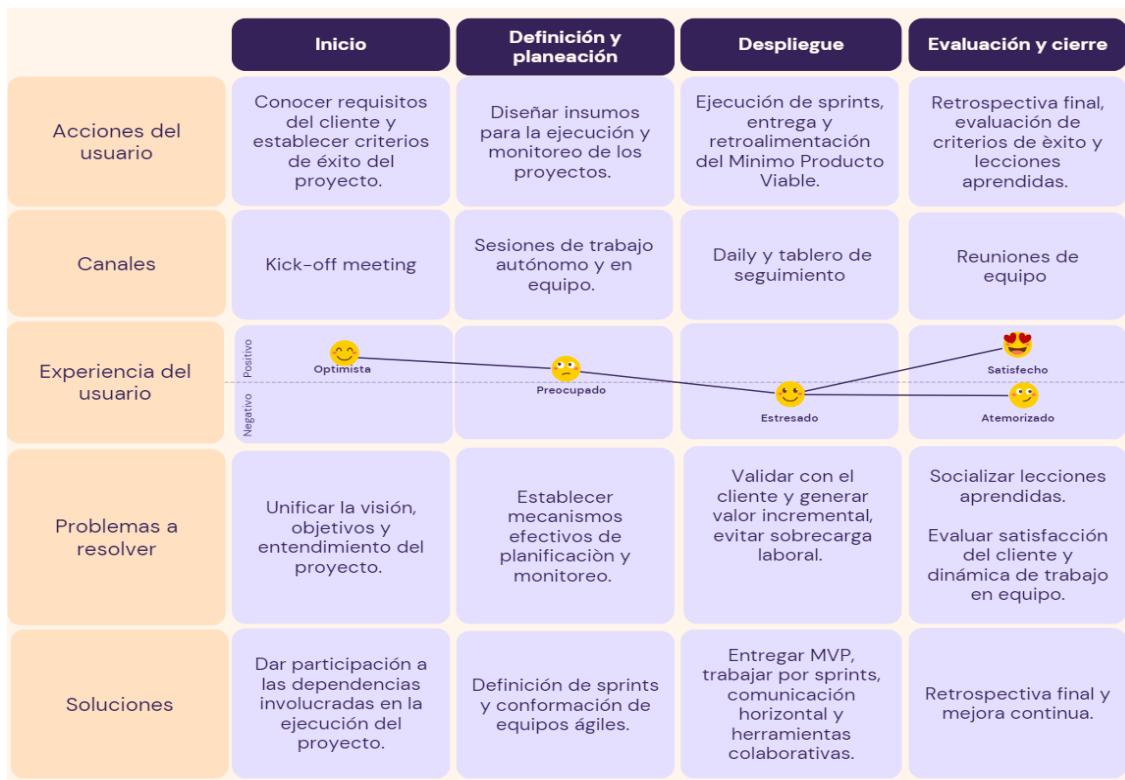 Inicio
Definición y
planeación
Despliegue
Evaluación y cierre
Acciones del
usuario
Conocer requisitos
del cliente y
establecer criterios
de éxito del
proyecto.
Diseñar insumos
para la ejecución y
monitoreo de los
proyectos.
Ejecución de sprints,
entrega y
retroalimentación
del Minimo Producto
Viable.
Retrospectiva final,
evaluación de
criterios de èxito y
lecciones
aprendidas.
Canales
Kick-off meeting
Sesiones de trabajo
autónomo y en
equipo.
Daily y tablero de
seguimiento
Reuniones de
equipo
Experiencia del
usuario
Positivo
Negativo
Optimista
Preocupado
Estresado
Satisfecho
Atemorizado
Problemas a
resolver
Unificar la visión,
objetivos y
entendimiento del
proyecto.
Establecer
mecanismos
efectivos de
planificaciòn y
monitoreo.
Validar con el
cliente y generar
valor incremental,
evitar sobrecarga
laboral.
Socializar lecciones
aprendidas.
Evaluar satisfacción
del cliente y
dinámica de trabajo
en equipo.
Soluciones
Dar participación a
las dependencias
involucradas en la
ejecución del
proyecto.
Definición de sprints
y conformación de
equipos ágiles.
Entregar MVP,
trabajar por sprints,
comunicación
horizontal y
herramientas
colaborativas.
Retrospectiva final y
mejora continua.